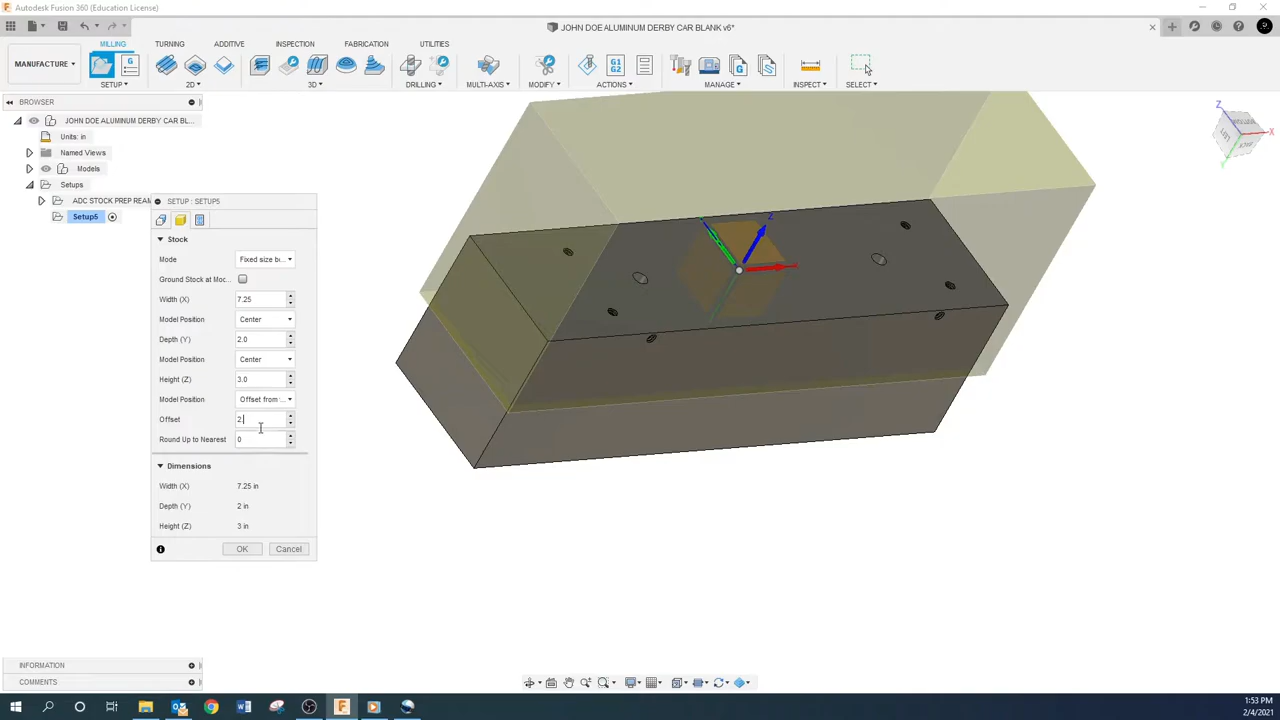 Autodesk Fusion 360 (Education License)
JOHN DOE ALUMINUM DERBY CAR BLANK v6*
MILLING TURNING ADDITIVE INSPECTION FABRICATION UTILITIES
MANUFACTURE
SETUP 2D 3D DRILLING MULTI-AXIS MODIFY ACTIONS MANAGE INSPECT SELECT
G1
G2
BROWSER
JOHN DOE ALUMINUM DERBY CAR BL...
Units: in
Named Views
Models
Setups
ADC STOCK PREP REAM
Setup5
SETUP : SETUP5
Stock
Mode Fixed size b...
Ground Stock at Moc...
Width (X) 7.25
Model Position Center
Depth (Y) 2.0
Model Position Center
Height (Z) 3.0
Model Position Offset from ...
Offset 2.
Round Up to Nearest 0
Dimensions
Width (X) 7.25 in
Depth (Y) 2 in
Height (Z) 3 in
OK Cancel
Z
X
Y
LEFT
BACK
Z
INFORMATION
COMMENTS
1:53 PM
2/4/2021